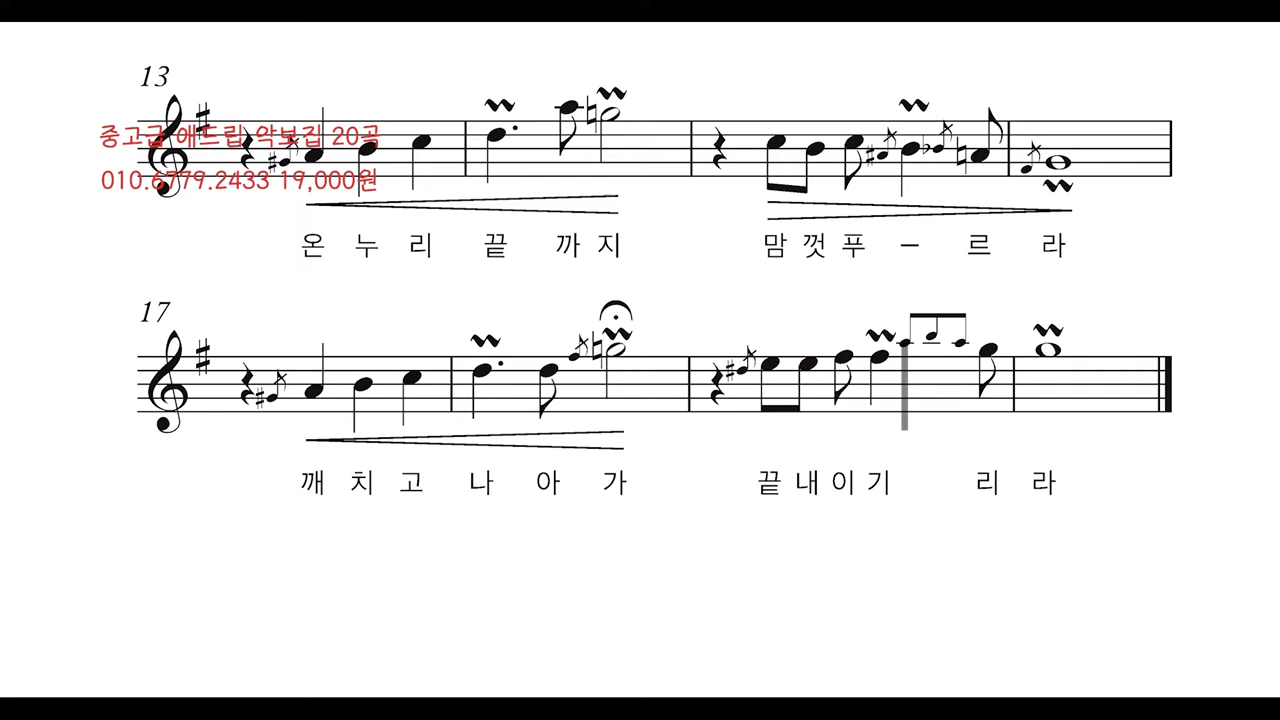 13
중고급 애드립 악보집 20곡
010.6779.2433 19,000원
온 누 리 끝 까 지 맘 껏 푸 – 르 라
17
깨 치 고 나 아 가 끝 내 이 기 리 라